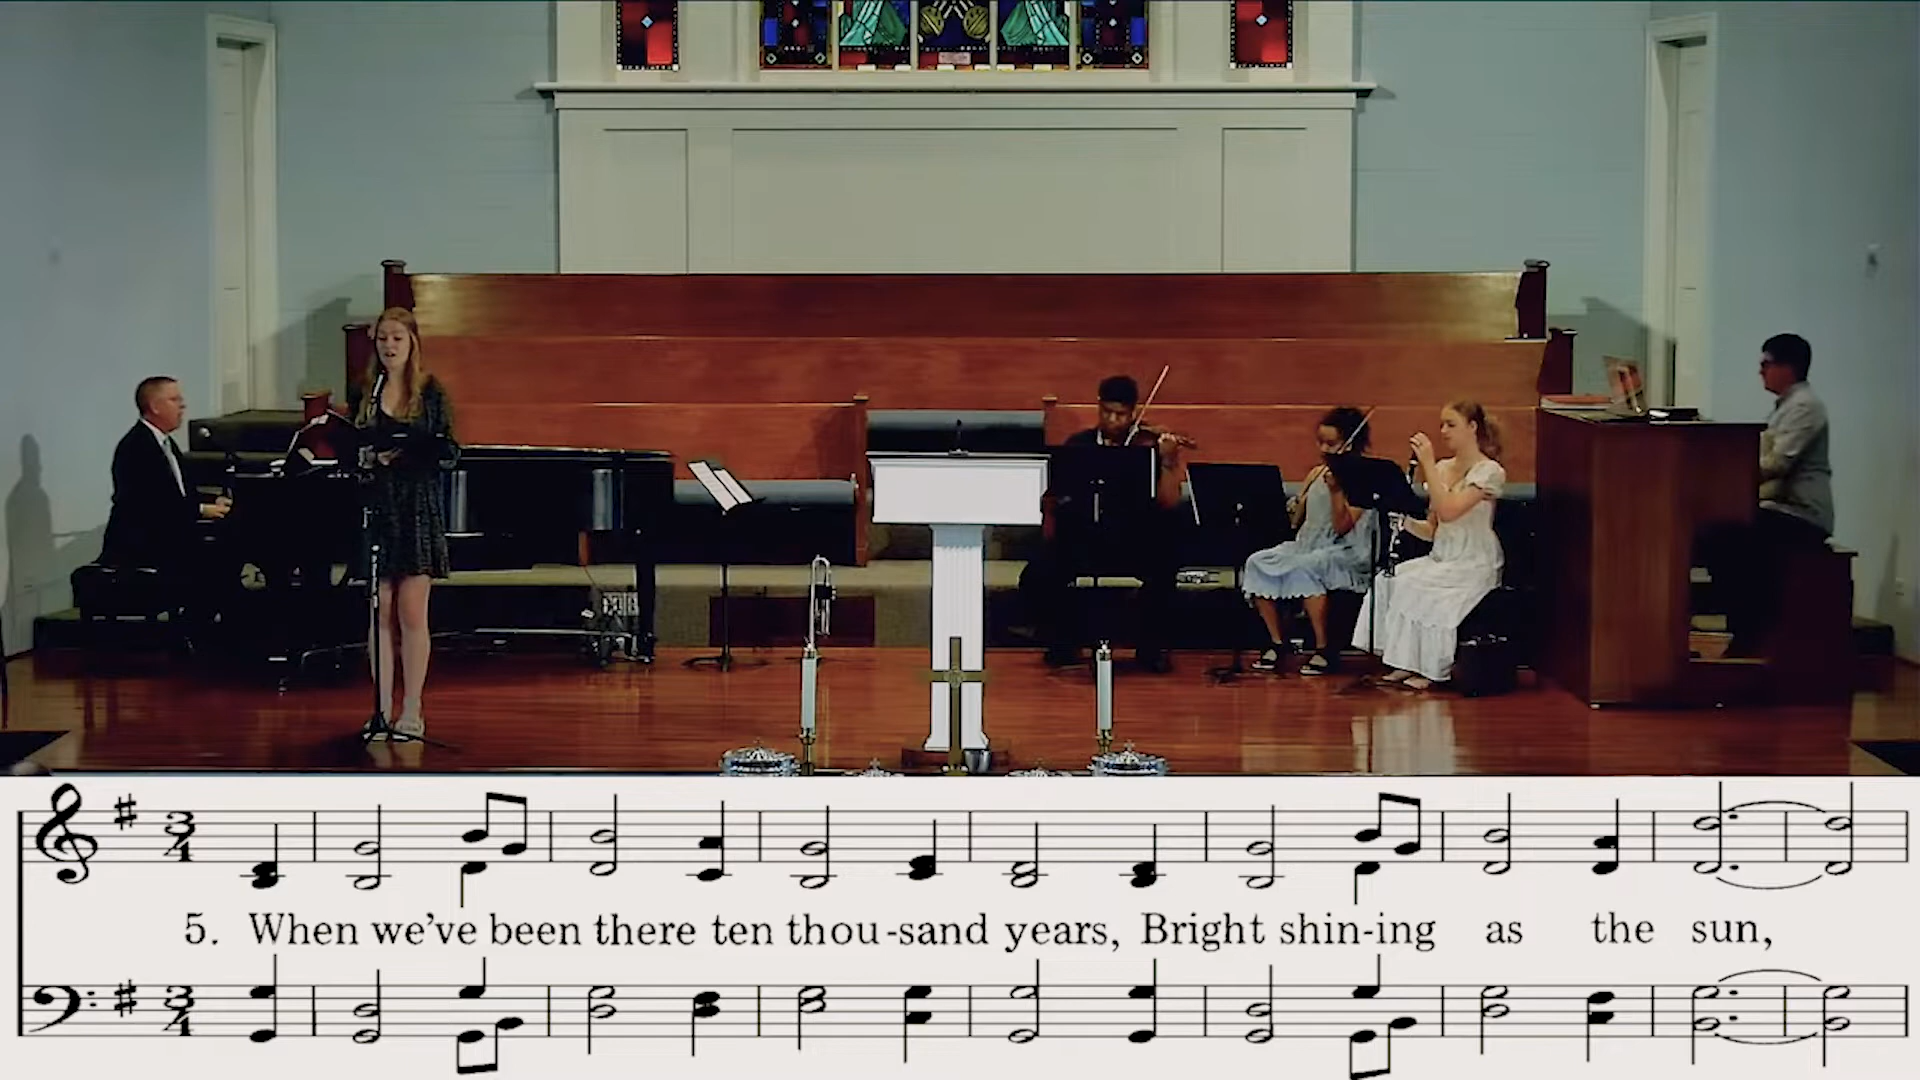 5. When we've been there ten thou-sand years, Bright shin-ing as the sun,